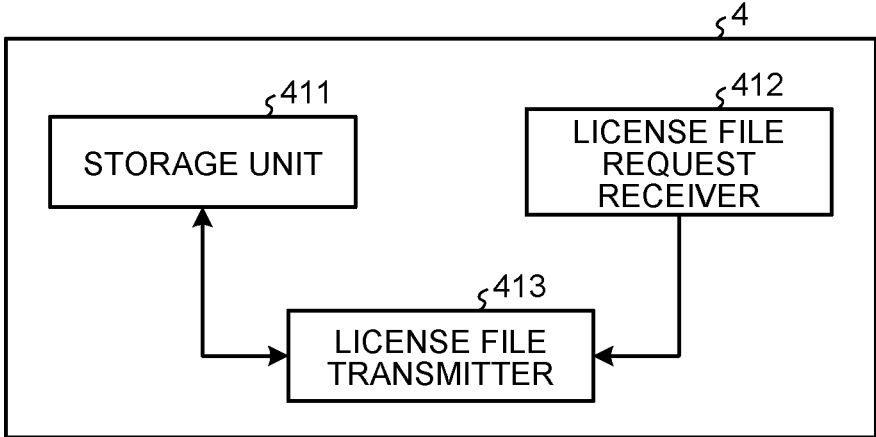 4
411
STORAGE UNIT
412
LICENSE FILE
REQUEST
RECEIVER
413
LICENSE FILE
TRANSMITTER